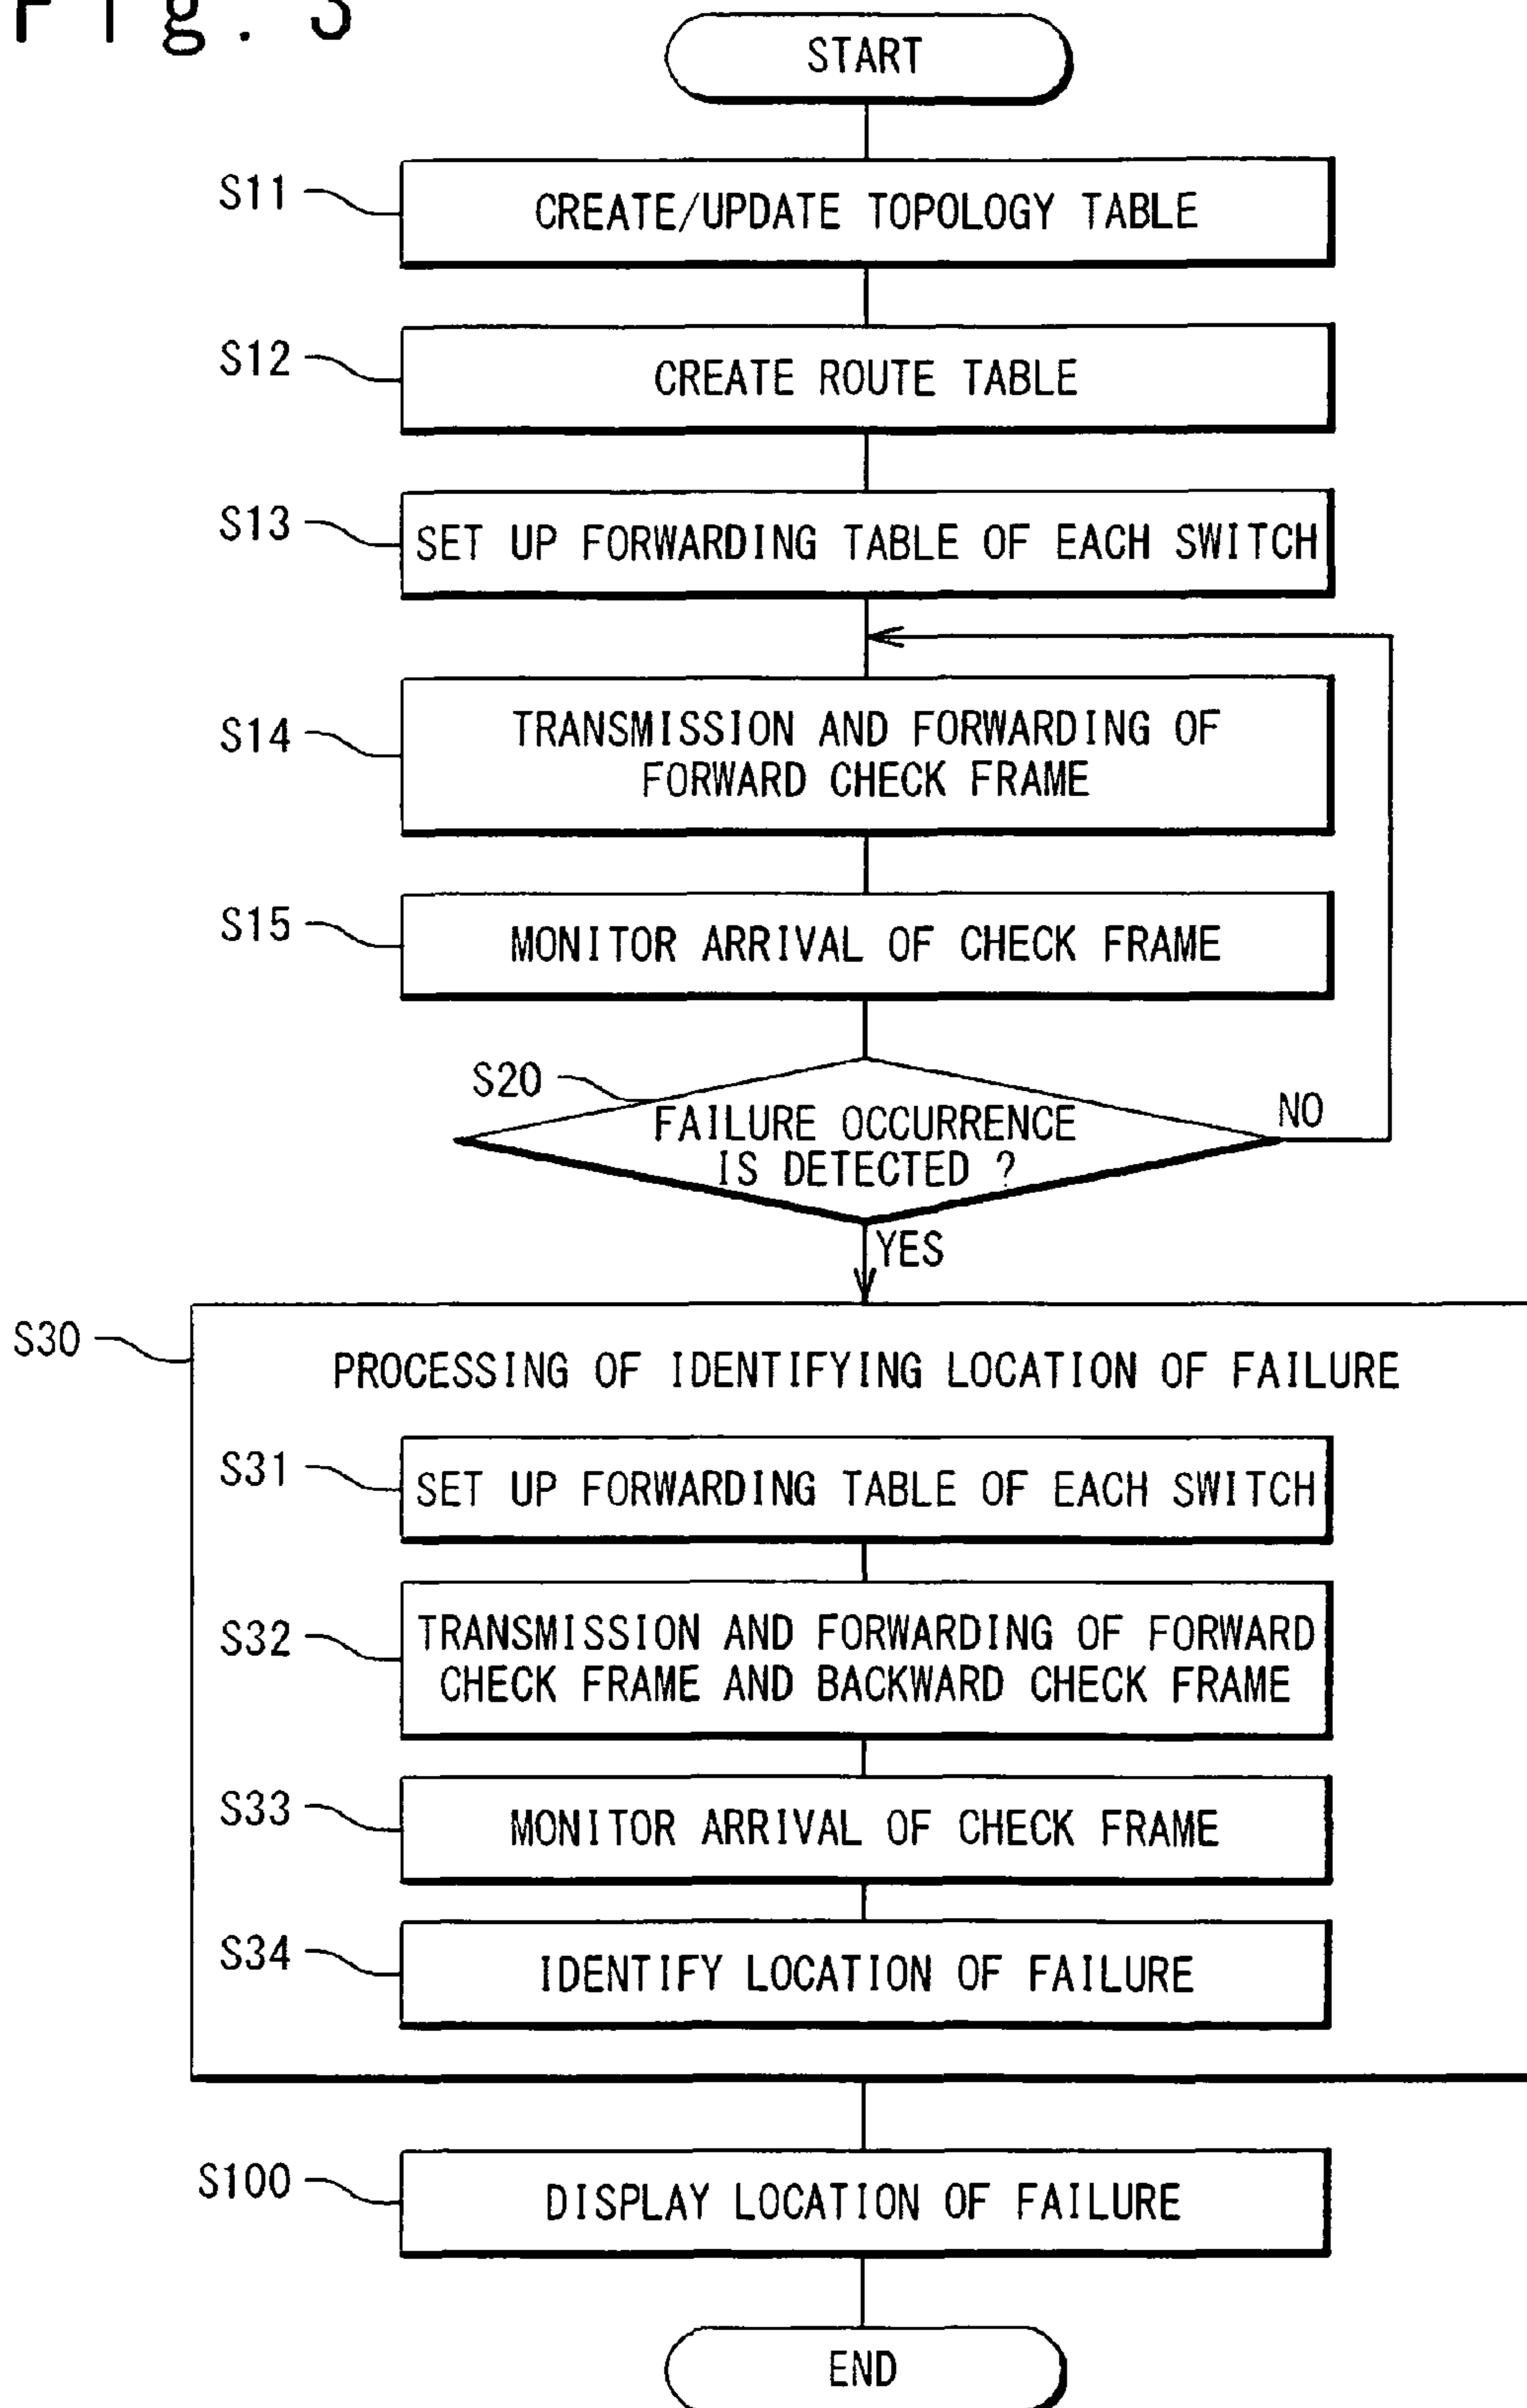 Fig. 3
START
S11
CREATE/UPDATE TOPOLOGY TABLE
S12
CREATE ROUTE TABLE
S13
SET UP FORWARDING TABLE OF EACH SWITCH
S14
TRANSMISSION AND FORWARDING OF
FORWARD CHECK FRAME
S15
MONITOR ARRIVAL OF CHECK FRAME
S20
FAILURE OCCURRENCE
IS DETECTED ?
NO
YES
S30
PROCESSING OF IDENTIFYING LOCATION OF FAILURE
S31
SET UP FORWARDING TABLE OF EACH SWITCH
S32
TRANSMISSION AND FORWARDING OF FORWARD
CHECK FRAME AND BACKWARD CHECK FRAME
S33
MONITOR ARRIVAL OF CHECK FRAME
S34
IDENTIFY LOCATION OF FAILURE
S100
DISPLAY LOCATION OF FAILURE
END